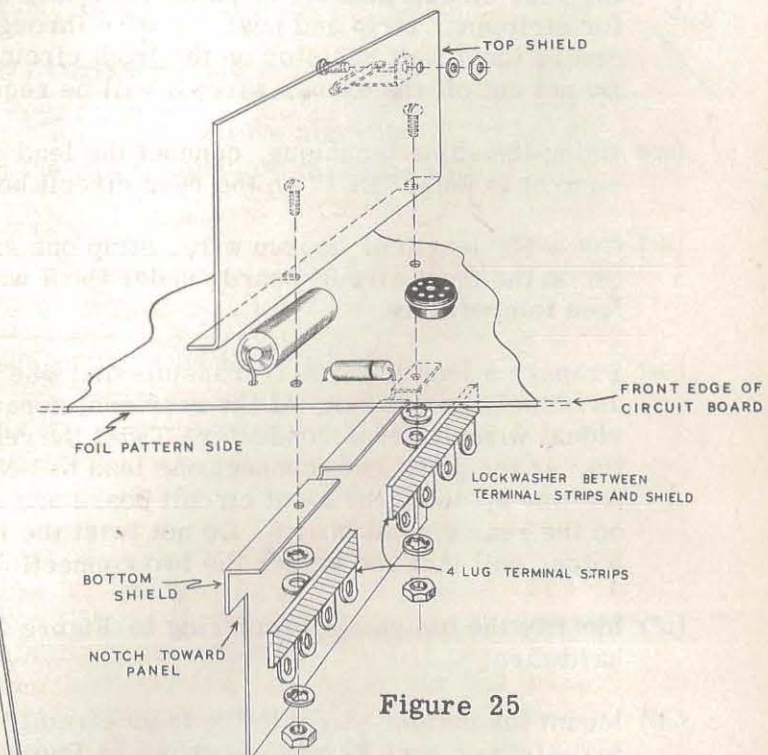 TOP SHIELD
FRONT EDGE OF
CIRCUIT BOARD
FOIL PATTERN SIDE
LOCKWASHER BETWEEN
TERMINAL STRIPS AND SHIELD
BOTTOM
SHIELD
4 LUG TERMINAL STRIPS
NOTCH TOWARD
PANEL
Figure 25